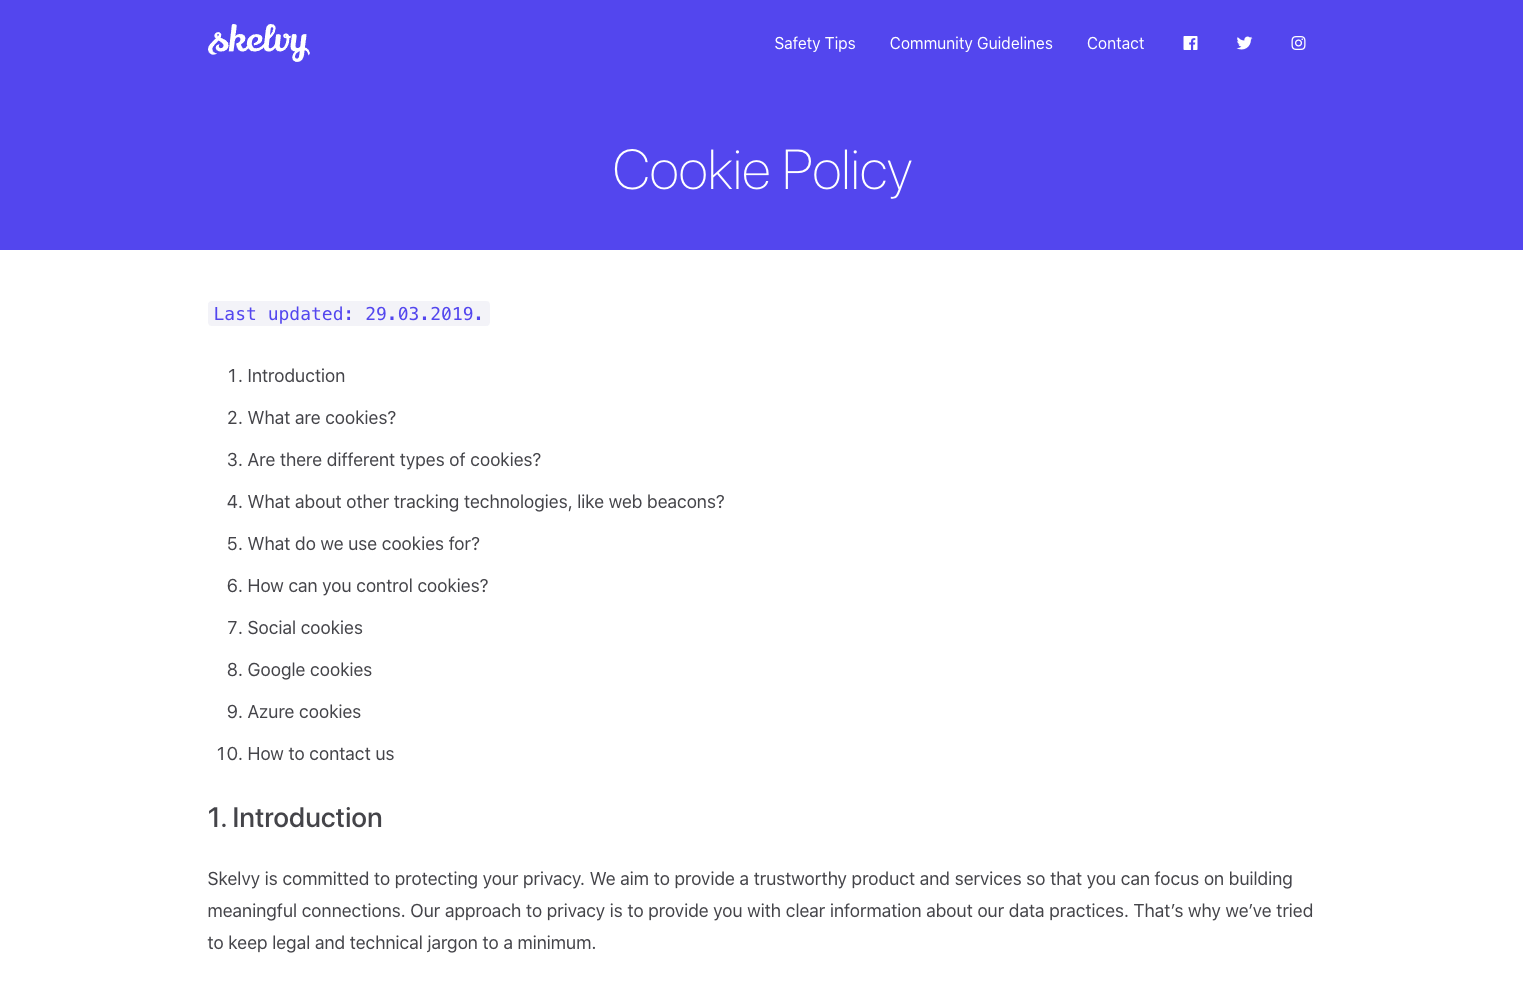 skelvy
Safety Tips Community Guidelines Contact
Cookie Policy
Last updated: 29.03.2019.
1. Introduction
2. What are cookies?
3. Are there different types of cookies?
4. What about other tracking technologies, like web beacons?
5. What do we use cookies for?
6. How can you control cookies?
7. Social cookies
8. Google cookies
9. Azure cookies
10. How to contact us
1. Introduction
Skelvy is committed to protecting your privacy. We aim to provide a trustworthy product and services so that you can focus on building
meaningful connections. Our approach to privacy is to provide you with clear information about our data practices. That’s why we’ve tried
to keep legal and technical jargon to a minimum.